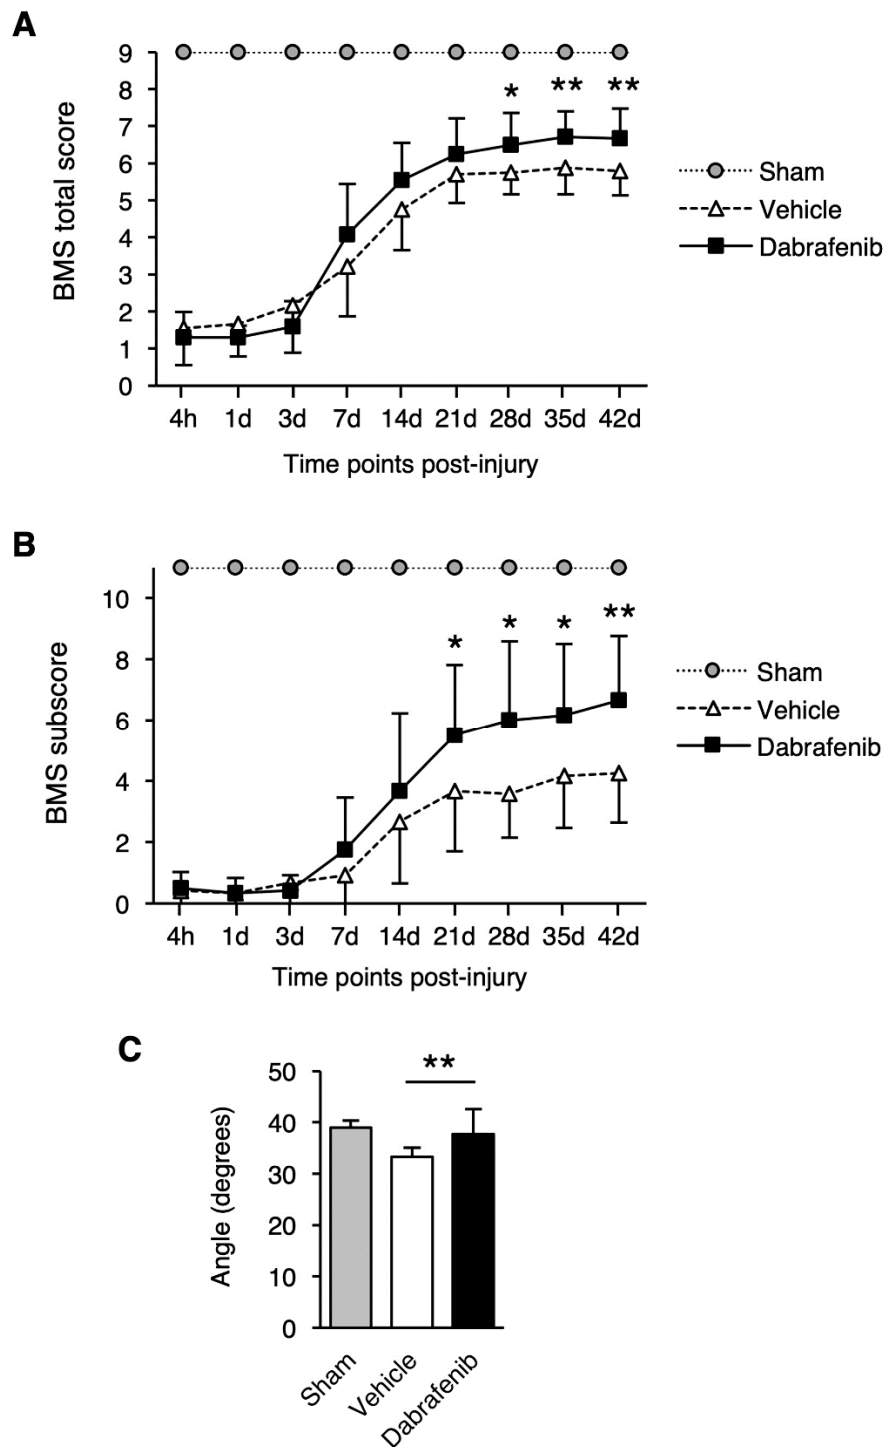 A
9
8
7
6
5
4
3
2
1
0
BMS total score
* ** **
Sham
Vehicle
Dabrafenib
4h 1d 3d 7d 14d 21d 28d 35d 42d
Time points post-injury
B
10
8
6
4
2
0
BMS subscore
* * * **
Sham
Vehicle
Dabrafenib
4h 1d 3d 7d 14d 21d 28d 35d 42d
Time points post-injury
C
50
40
30
20
10
0
Angle (degrees)
**
Sham
Vehicle
Dabrafenib